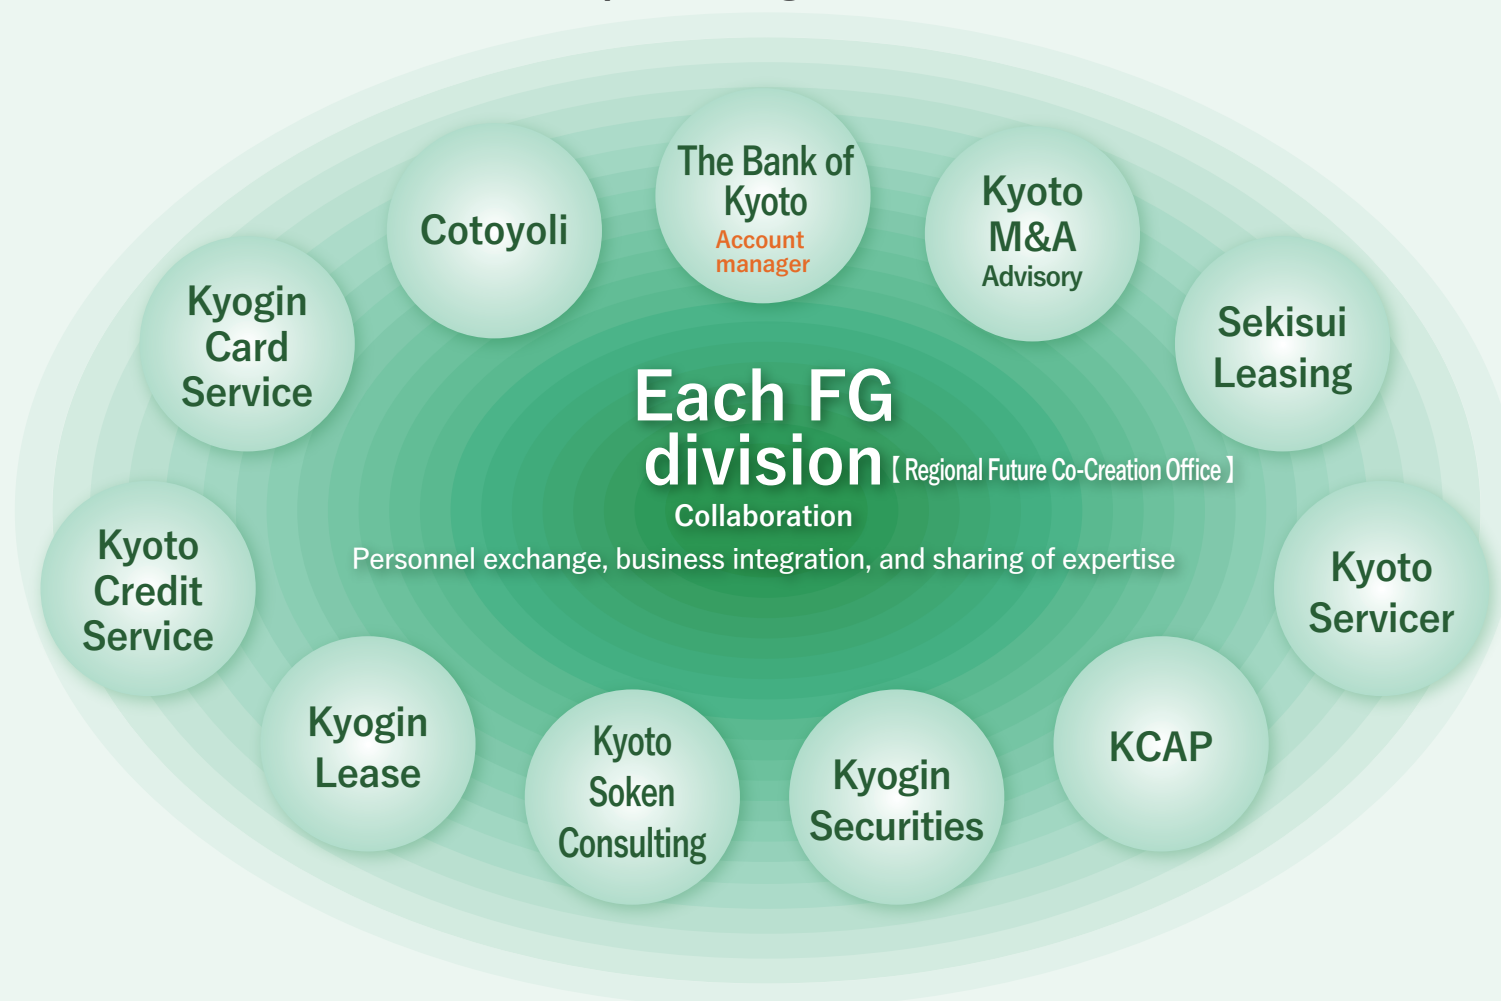 The Bank of
Kyoto
Account
manager
Cotoyoli
Kyoto
M&A
Advisory
Kyogin
Card
Service
Sekisui
Leasing
Each FG
division【Regional Future Co-Creation Office】
Collaboration
Personnel exchange, business integration, and sharing of expertise
Kyoto
Credit
Service
Kyoto
Servicer
Kyogin
Lease
Kyoto
Soken
Consulting
Kyogin
Securities
KCAP